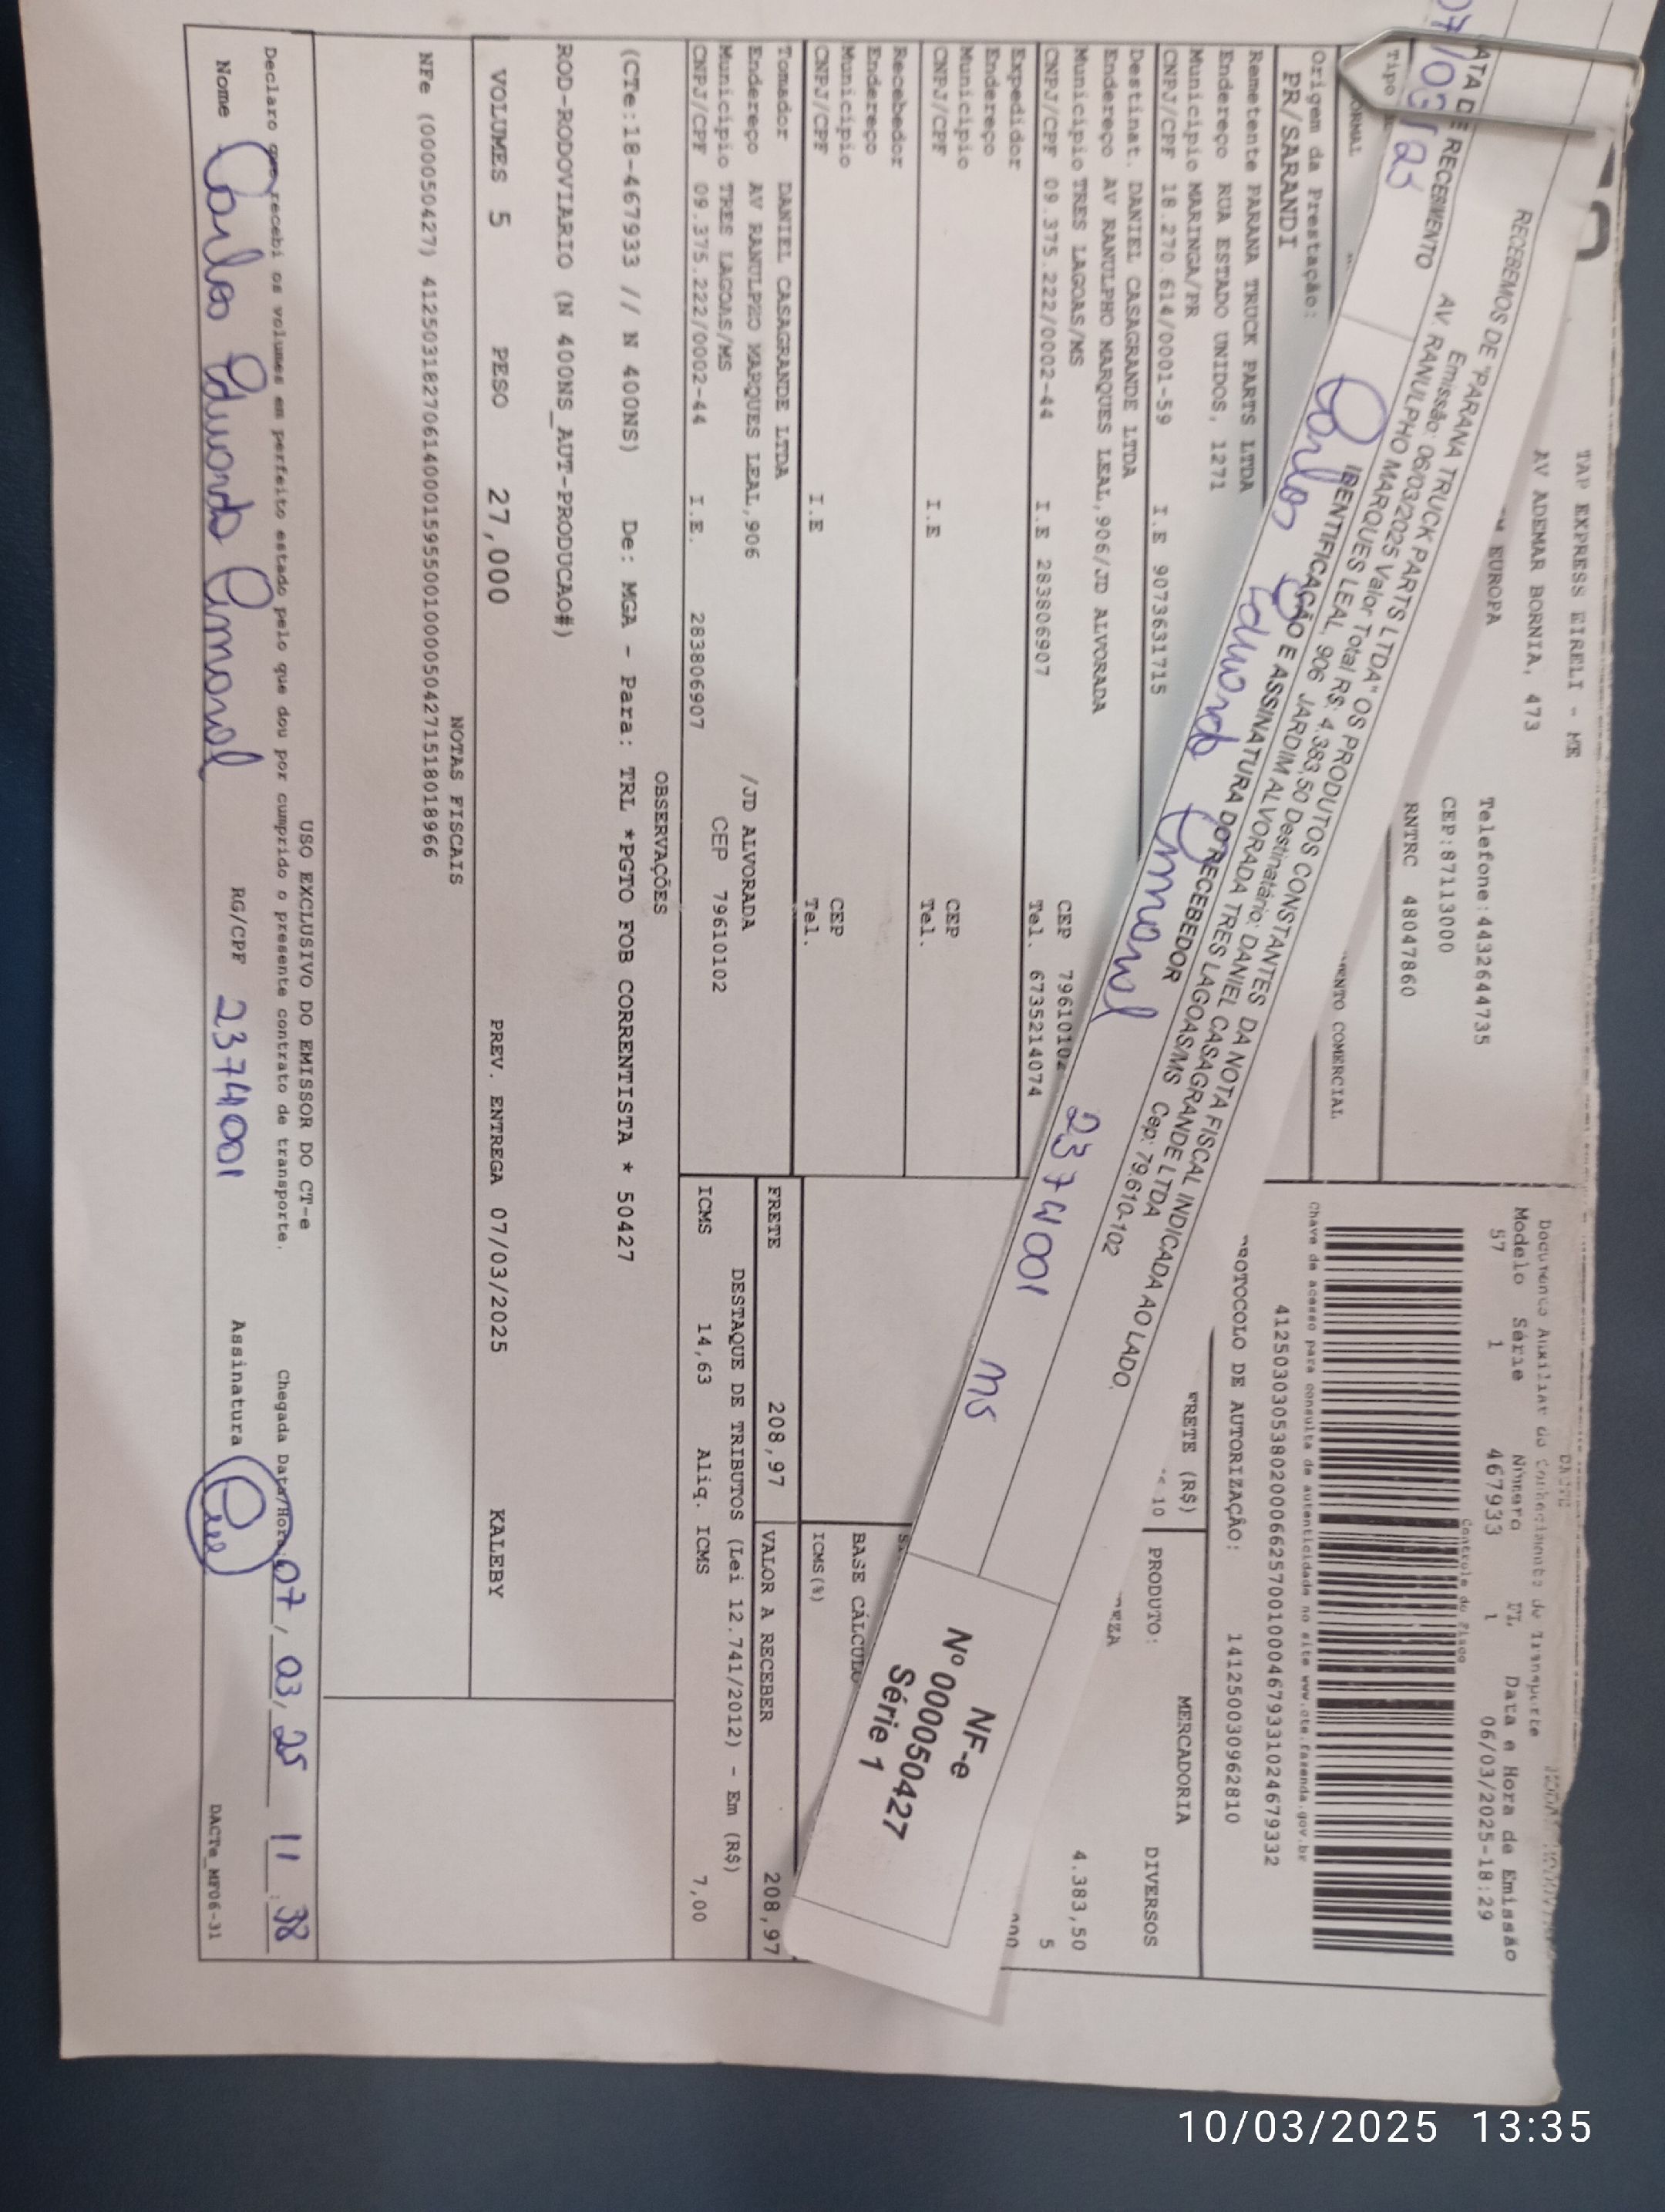 TAP EXPRESS EIRELI - ME
AV ADEMAR BORNIA, 473
EUROPA
Telefone:4432644735
CEP:87113000
RNTRC 48047860
DACTE
Documento Auxiliar do Conhecimento de Transporte
Modelo Série Número FL Data e Hora de Emissão
57 1 467933 1 06/03/2025-18:29
Controle do Fisco
Chave de acesso para consulta de autenticidade no site www.cte.fazenda.gov.br
41250303053802000662570010004679331024679332
PROTOCOLO DE AUTORIZAÇÃO: 141250030962810
RECEBEMOS DE "PARANA TRUCK PARTS LTDA" OS PRODUTOS CONSTANTES DA NOTA FISCAL INDICADA AO LADO.
Emissão: 06/03/2025 Valor Total R$: 4.383,50 Destinatário: DANIEL CASAGRANDE LTDA
AV. RANULPHO MARQUES LEAL, 906 JARDIM ALVORADA TRES LAGOAS/MS Cep: 79.610-102
DATA DE RECEBIMENTO
07/03/25
IDENTIFICAÇÃO E ASSINATURA DO RECEBEDOR
Carlos Eduardo Amaral 2374001 MS
NF-e
Nº 000050427
Série 1
Tipo
ORMAL
ENTO COMERCIAL
Origem da Prestação:
PR/SARANDI
FRETE (R$)
10
PRODUTO:
MERCADORIA
DIVERSOS
EZA
4.383,50
5
Remetente PARANA TRUCK PARTS LTDA
Endereço RUA ESTADO UNIDOS, 1271
Município MARINGA/PR
CNPJ/CPF 18.270.614/0001-59 I.E 9073631715
Destinat. DANIEL CASAGRANDE LTDA
Endereço AV RANULPHO MARQUES LEAL,906/JD ALVORADA
Município TRES LAGOAS/MS CEP 79610102
CNPJ/CPF 09.375.222/0002-44 I.E 283806907 Tel. 6735214074
Expedidor
Endereço
Município CEP
CNPJ/CPF I.E Tel.
Recebedor
Endereço
Município CEP
CNPJ/CPF I.E Tel.
BASE CÁLCULO
ICMS(%)
Tomador DANIEL CASAGRANDE LTDA
Endereço AV RANULPHO MARQUES LEAL,906 /JD ALVORADA
Município TRES LAGOAS/MS CEP 79610102
CNPJ/CPF 09.375.222/0002-44 I.E. 283806907
FRETE 208,97 VALOR A RECEBER 208,97
DESTAQUE DE TRIBUTOS (Lei 12.741/2012) - Em (R$)
ICMS 14,63 Aliq. ICMS 7,00
OBSERVAÇÕES
(CTe:18-467933 // N 400NS) De: MGA - Para: TRL *PGTO FOB CORRENTISTA * 50427
ROD-RODOVIARIO (N 400NS_AUT-PRODUCAO#)
VOLUMES 5 PESO 27,000 PREV. ENTREGA 07/03/2025 KALEBY
NOTAS FISCAIS
NFe (000050427) 41250318270614000159550010000504271518018966
USO EXCLUSIVO DO EMISSOR DO CT-e
Declaro que recebi os volumes em perfeito estado pelo que dou por cumprido o presente contrato de transporte. Chegada Data/Hora: 07/03/25 11:38
Nome Carlos Eduardo Amaral RG/CPF 2374001 Assinatura
DACTe_MF06-31
10/03/2025 13:35